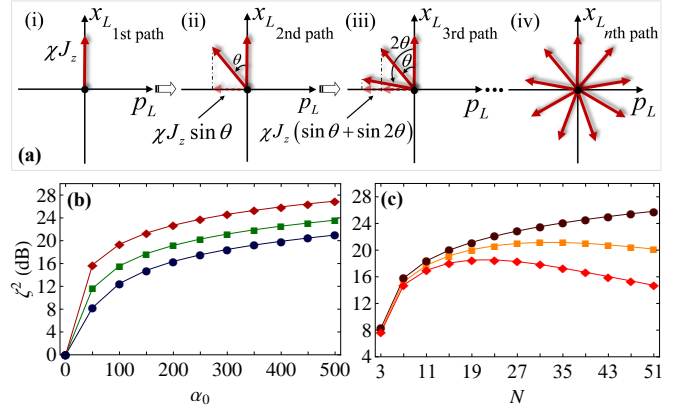 (i) x_L 1st path
χJ_z
p_L
(ii) x_L 2nd path
θ
p_L
χJ_z sin θ
(iii) x_L 3rd path
2θ θ
p_L
χJ_z (sin θ + sin 2θ)
•••
(iv) x_L nth path
p_L
(a)
(b)
ζ² (dB)
28
24
20
16
12
8
4
0
0 100 200 300 400 500
α₀
(c)
28
24
20
16
12
8
4
3 11 19 27 35 43 51
N